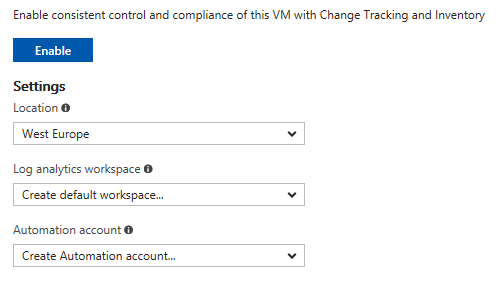 Enable consistent control and compliance of this VM with Change Tracking and Inventory
Enable
Settings
Location
West Europe
Log analytics workspace
Create default workspace...
Automation account
Create Automation account...